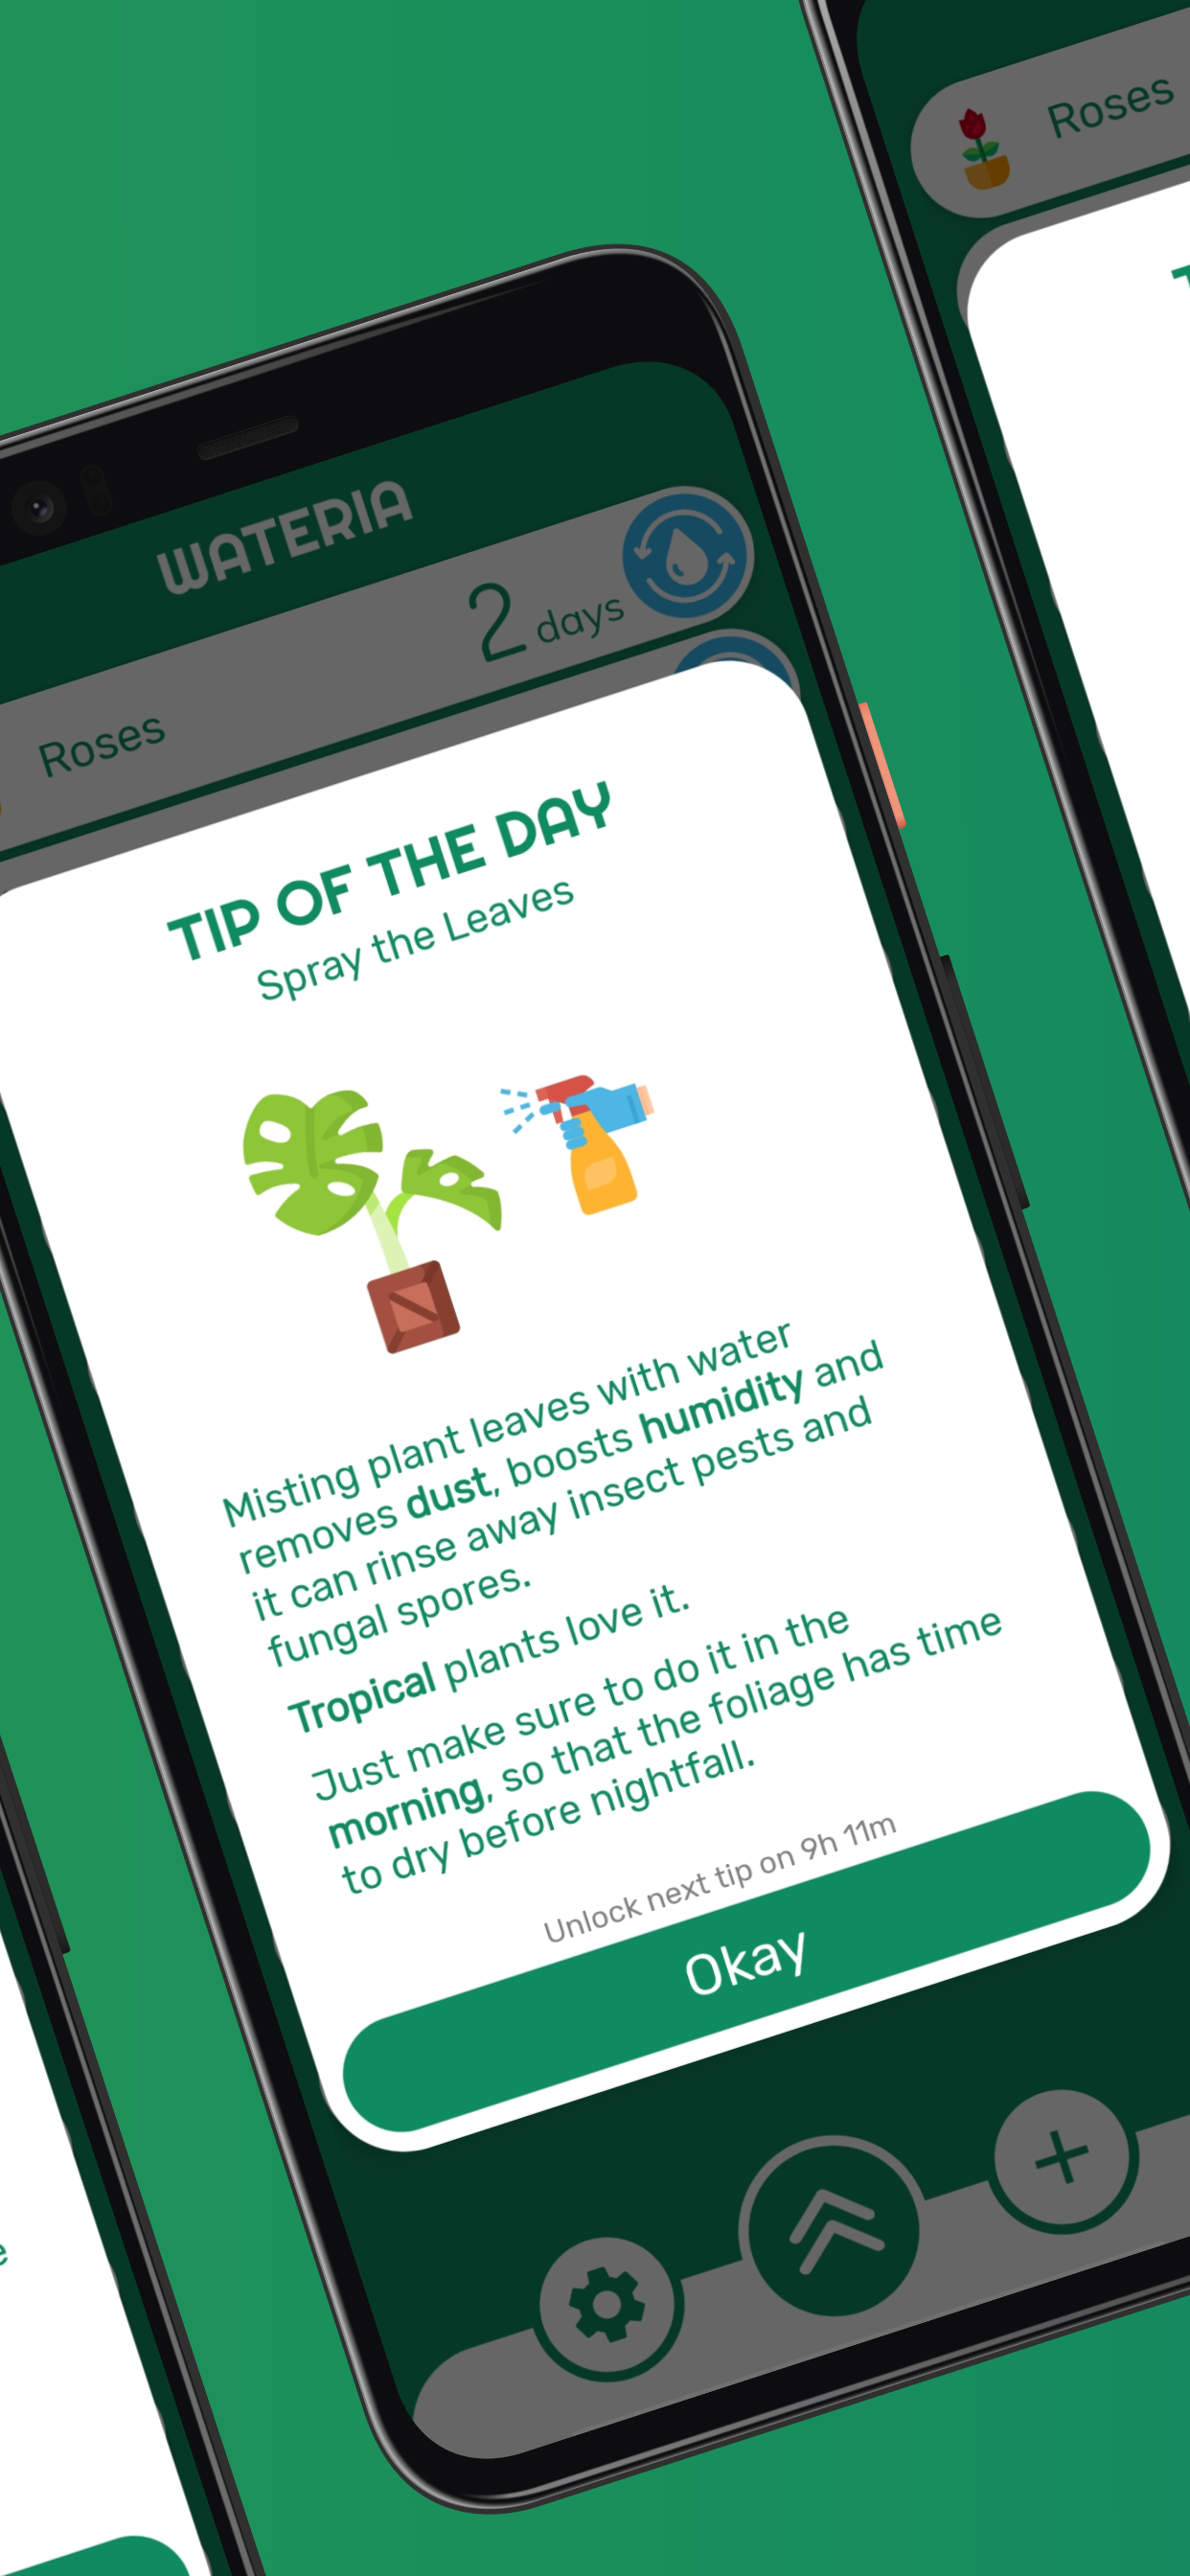 Roses
WATERIA
2 days
Roses
TIP OF THE DAY
Spray the Leaves
Misting plant leaves with water
removes dust, boosts humidity and
it can rinse away insect pests and
fungal spores.
Tropical plants love it.
Just make sure to do it in the
morning, so that the foliage has time
to dry before nightfall.
Unlock next tip on 9h 11m
Okay